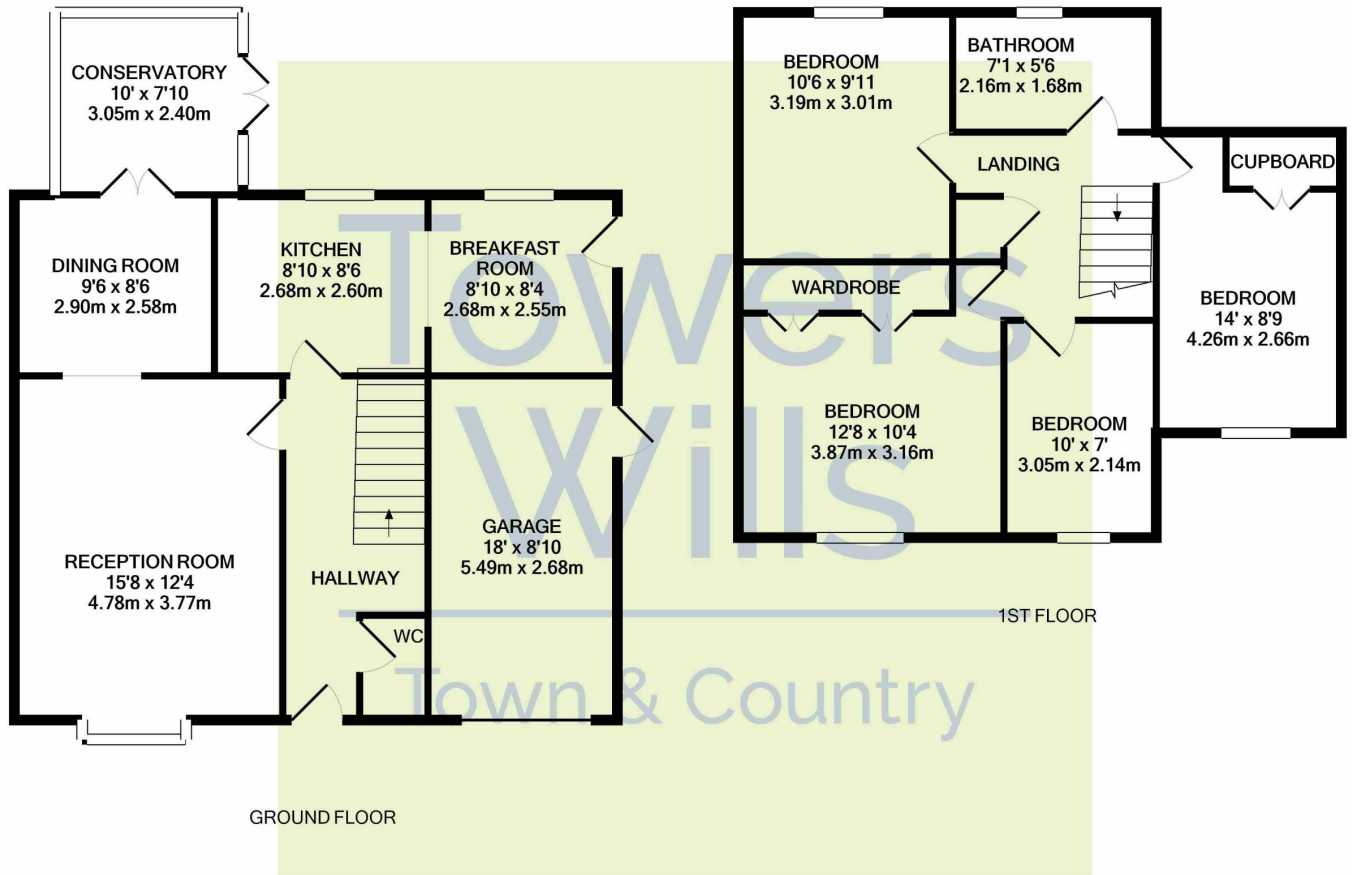 CONSERVATORY
10' x 7'10
3.05m x 2.40m
DINING ROOM
9'6 x 8'6
2.90m x 2.58m
KITCHEN
8'10 x 8'6
2.68m x 2.60m
BREAKFAST
ROOM
8'10 x 8'4
2.68m x 2.55m
RECEPTION ROOM
15'8 x 12'4
4.78m x 3.77m
HALLWAY
WC
GARAGE
18' x 8'10
5.49m x 2.68m
GROUND FLOOR
BEDROOM
10'6 x 9'11
3.19m x 3.01m
BATHROOM
7'1 x 5'6
2.16m x 1.68m
LANDING
CUPBOARD
WARDROBE
BEDROOM
14' x 8'9
4.26m x 2.66m
BEDROOM
12'8 x 10'4
3.87m x 3.16m
BEDROOM
10' x 7'
3.05m x 2.14m
1ST FLOOR
Towers
Wills
Town & Country